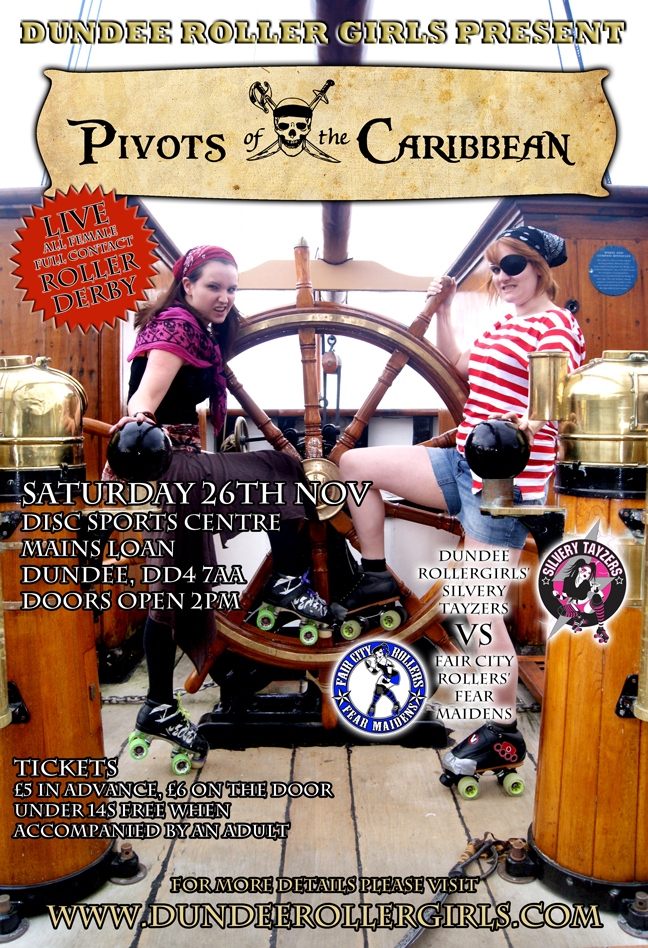 DUNDEE ROLLER GIRLS PRESENT
PIVOTS of the CARIBBEAN
LIVE
ALL FEMALE
FULL CONTACT
ROLLER
DERBY
SATURDAY 26TH NOV
DISC SPORTS CENTRE
MAINS LOAN
DUNDEE, DD4 7AA
DOORS OPEN 2PM
DUNDEE
ROLLERGIRLS'
SILVERY
TAYZERS
VS
FAIR CITY
ROLLERS'
FEAR
MAIDENS
SILVERY TAYZERS
FAIR CITY ROLLERS
FEAR MAIDENS
TICKETS
£5 IN ADVANCE, £6 ON THE DOOR
UNDER 14S FREE WHEN
ACCOMPANIED BY AN ADULT
FOR MORE DETAILS PLEASE VISIT
WWW.DUNDEEROLLERGIRLS.COM